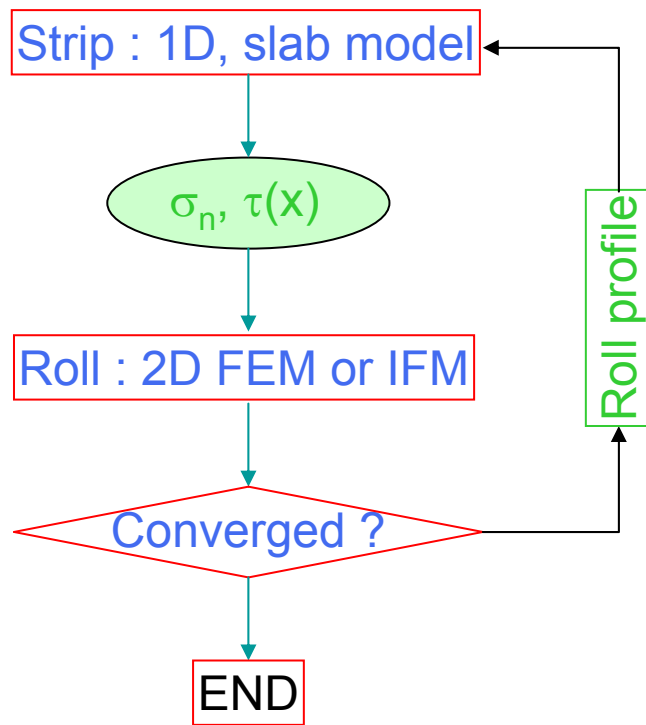 Strip : 1D, slab model
σn, τ(x)
Roll : 2D FEM or IFM
Roll profile
Converged ?
END